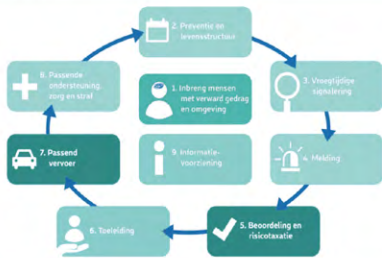 2. Preventie en
levensstructuur
8. Passende
ondersteuning,
zorg en straf
1. Inbreng mensen
met verward gedrag
en omgeving
3. Vroegtijdige
signalering
7. Passend
vervoer
9. Informatie-
voorziening
4. Melding
6. Toeleiding
5. Beoordeling en
risicotaxatie